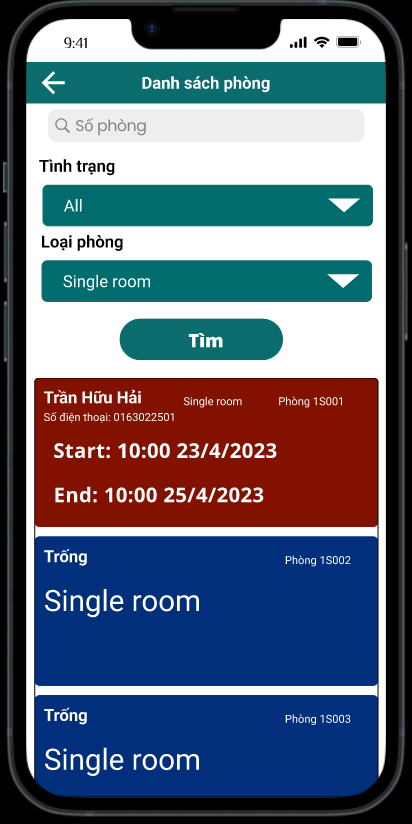 9:41
Danh sách phòng
Số phòng
Tình trạng
All
Loại phòng
Single room
Tìm
Trần Hữu Hải Single room Phòng 1S001
Số điện thoại: 0163022501
Start: 10:00 23/4/2023
End: 10:00 25/4/2023
Trống Phòng 1S002
Single room
Trống Phòng 1S003
Single room